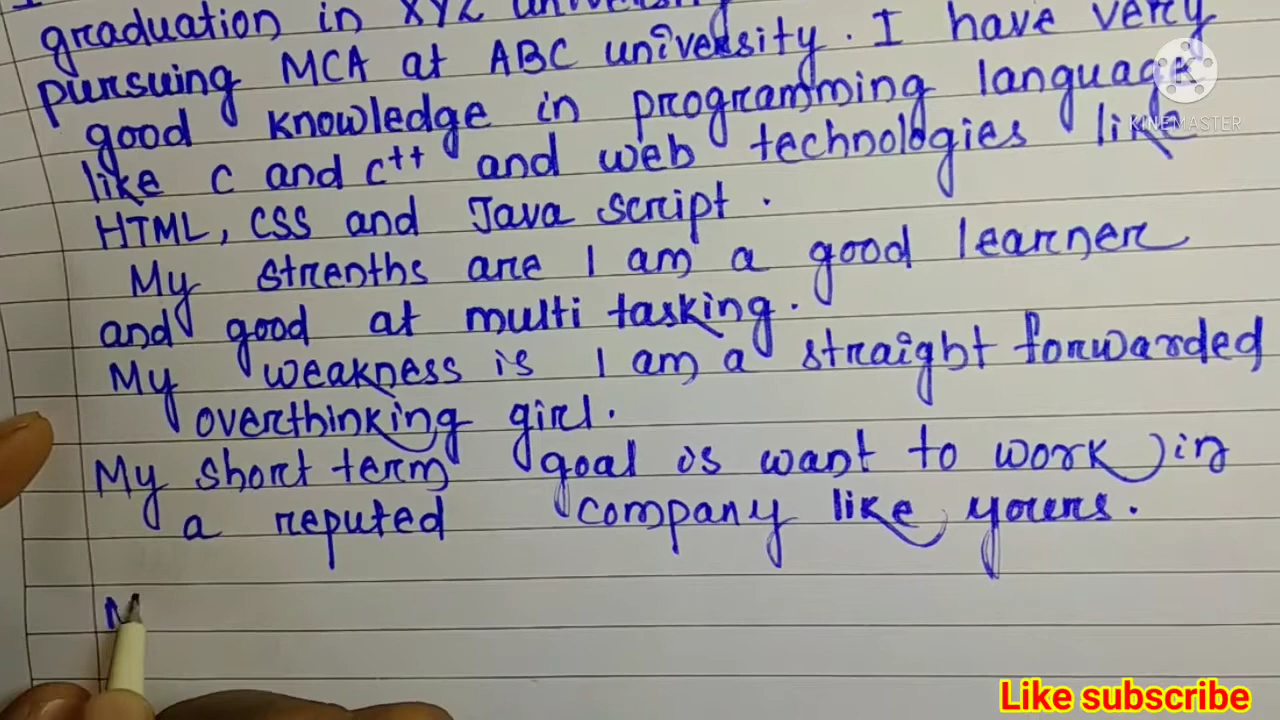 graduation in XYZ university
pursuing MCA at ABC university. I have very
good knowledge in programming language
like c and c++ and web technologies like
HTML, CSS and Java script.
My strenths are I am a good learner
and good at multi tasking.
My weakness is I am a straight forwarded
overthinking girl.
My short term goal is want to work in
a reputed company like yours.
M
KINEMASTER
Like subscribe